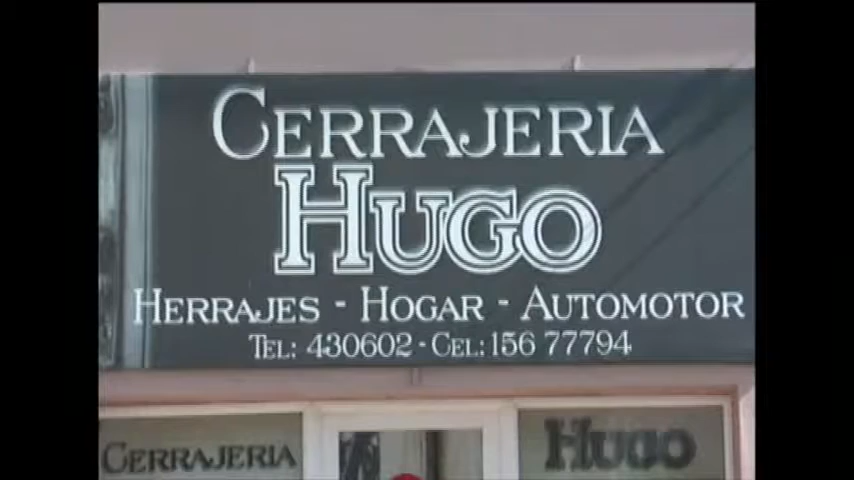 CERRAJERIA
HUGO
HERRAJES - HOGAR - AUTOMOTOR
TEL: 430602 - CEL: 156 77794
CERRAJERIA
HUGO